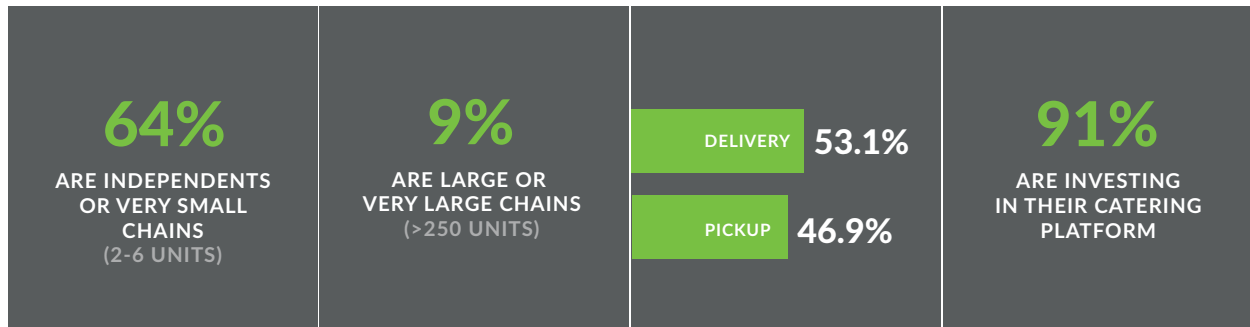 64%
ARE INDEPENDENTS
OR VERY SMALL
CHAINS
(2-6 UNITS)
9%
ARE LARGE OR
VERY LARGE CHAINS
(>250 UNITS)
DELIVERY 53.1%
PICKUP 46.9%
91%
ARE INVESTING
IN THEIR CATERING
PLATFORM